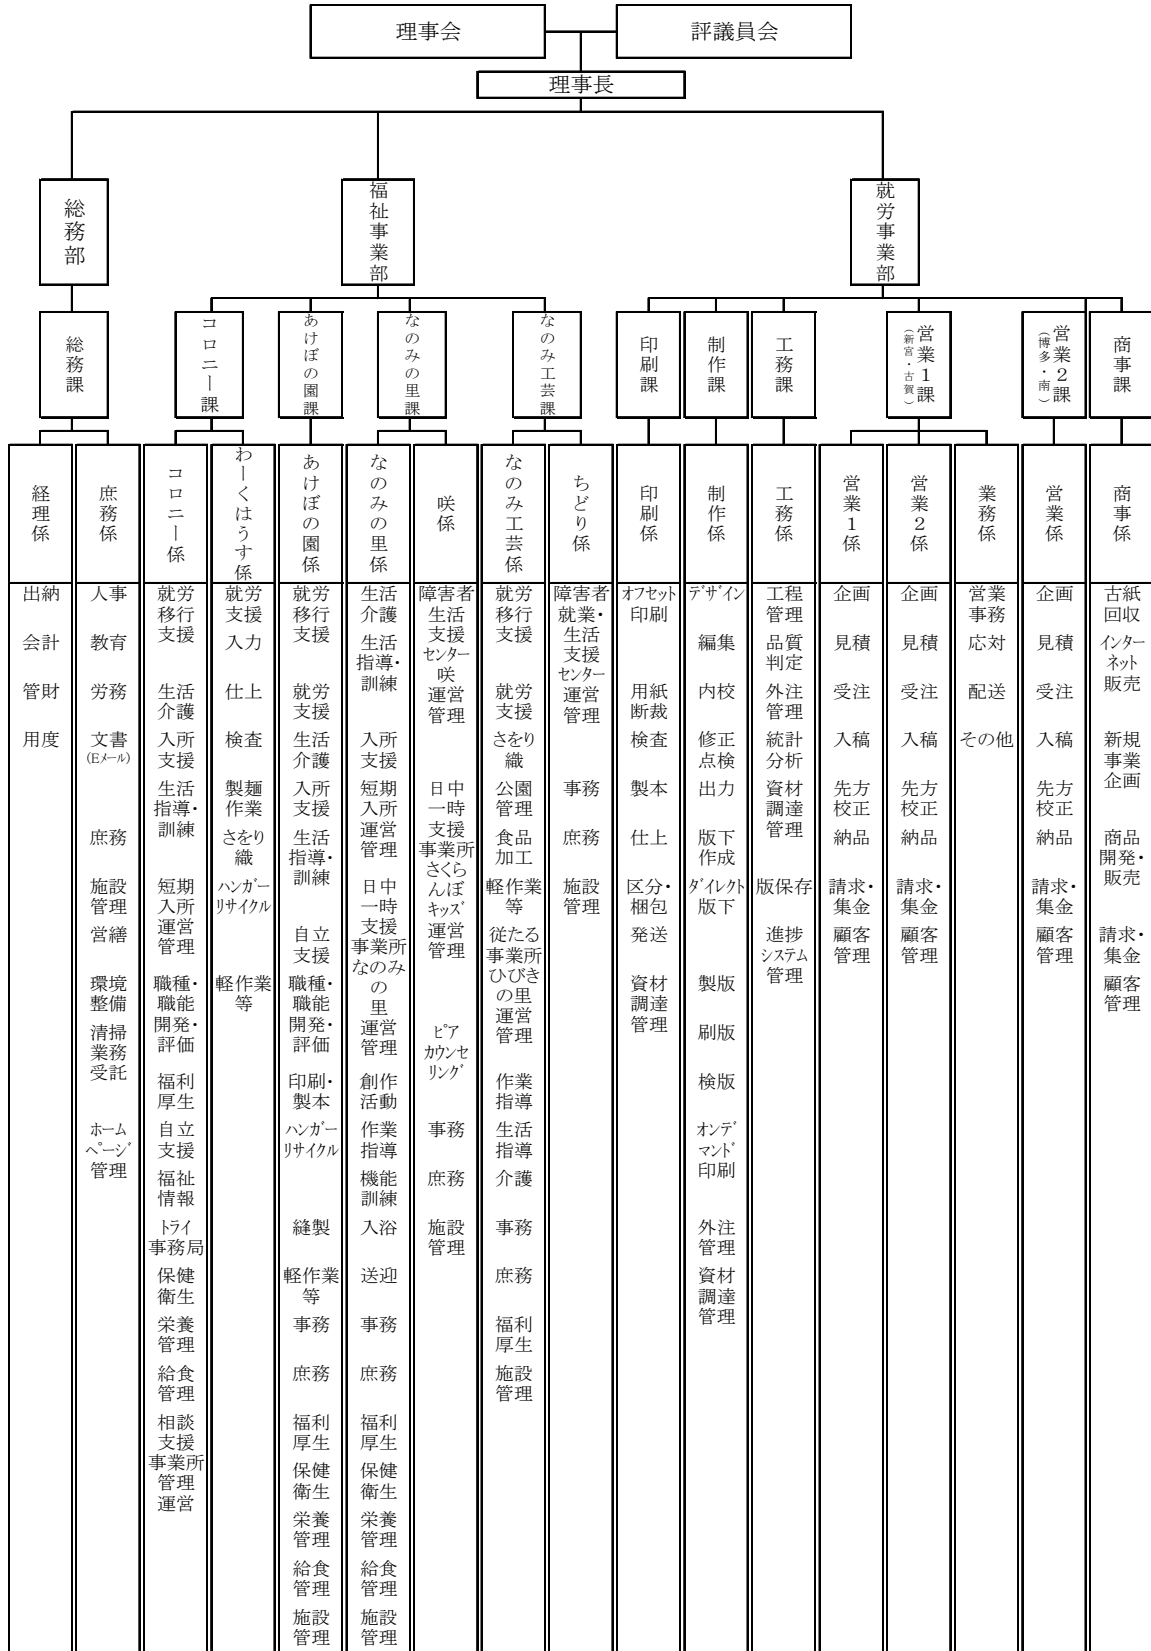 理事会
評議員会
理事長
総務部
福祉事業部
就労事業部
総務課
コロニー課
あけぼの園課
なのみの里課
なのみ工芸課
印刷課
制作課
工務課
営業1課
(新宮・古賀)
営業2課
(博多・南)
商事課
経理係
庶務係
コロニー係
わーくはうす係
あけぼの園係
なのみの里係
咲係
なのみ工芸係
ちどり係
印刷係
制作係
工務係
営業1係
営業2係
業務係
営業係
商事係
出納
会計
管財
用度
人事
教育
労務
文書
(Eメール)
庶務
施設
管理
営繕
環境
整備
清掃
業務
受託
ホーム
ページ
管理
就労
移行
支援
生活
介護
入所
支援
生活
指導・
訓練
短期
入所
運営
管理
職種・
職能
開発・
評価
福利
厚生
自立
支援
福祉
情報
トライ
事務局
保健
衛生
栄養
管理
給食
管理
相談
支援
事業所
管理
運営
就労
支援
入力
仕上
検査
製麺
作業
さをり
織
ハンガー
リサイクル
軽作業
等
就労
移行
支援
就労
支援
生活
介護
入所
支援
生活
指導・
訓練
自立
支援
職種・
職能
開発・
評価
印刷・
製本
ハンガー
リサイクル
縫製
軽作業
等
事務
庶務
福利
厚生
保健
衛生
栄養
管理
給食
管理
施設
管理
生活
介護
生活
指導・
訓練
入所
支援
短期
入所
運営
管理
日中
一時
支援
事業所
なのみ
の
里
運営
管理
創作
活動
作業
指導
機能
訓練
入浴
送迎
事務
庶務
福利
厚生
保健
衛生
栄養
管理
給食
管理
施設
管理
障害者
生活
支援
センター
咲
運営
管理
日中
一時
支援
事業所
さくら
んぼ
キッズ
運営
管理
ピア
カウンセ
リング
事務
庶務
施設
管理
就労
移行
支援
就労
支援
さをり
織
公園
管理
食品
加工
軽作業
等
従たる
事業所
ひびき
の里
運営
管理
作業
指導
生活
指導
介護
事務
庶務
福利
厚生
施設
管理
障害者
就業・
生活
支援
センター
運営
管理
事務
庶務
施設
管理
オフセット
印刷
用紙
断裁
検査
製本
仕上
区分・
梱包
発送
資材
調達
管理
デザイン
編集
内校
修正
点検
出力
版下
作成
ダイレクト
版下
製版
刷版
検版
オンデ
マンド
印刷
外注
管理
資材
調達
管理
工程
管理
品質
判定
外注
管理
統計
分析
資材
調達
管理
版保存
進捗
システム
管理
企画
見積
受注
入稿
先方
校正
納品
請求・
集金
顧客
管理
企画
見積
受注
入稿
先方
校正
納品
請求・
集金
顧客
管理
営業
事務
応対
配送
その他
企画
見積
受注
入稿
先方
校正
納品
請求・
集金
顧客
管理
古紙
回収
インター
ネット
販売
新規
事業
企画
商品
開発・
販売
請求・
集金
顧客
管理